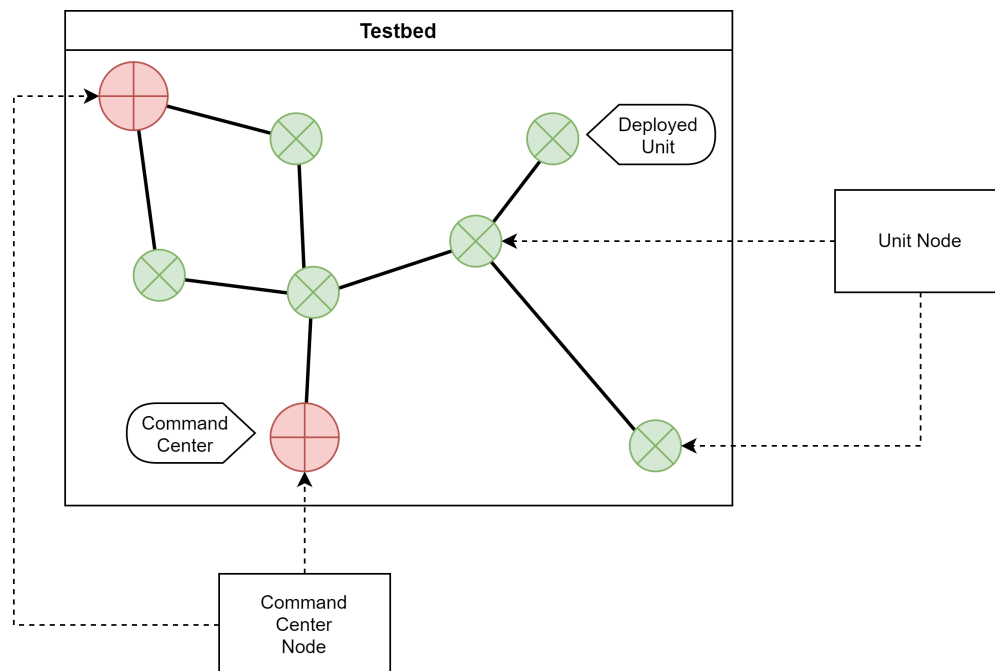 Testbed
Deployed
Unit
Unit Node
Command
Center
Command
Center
Node